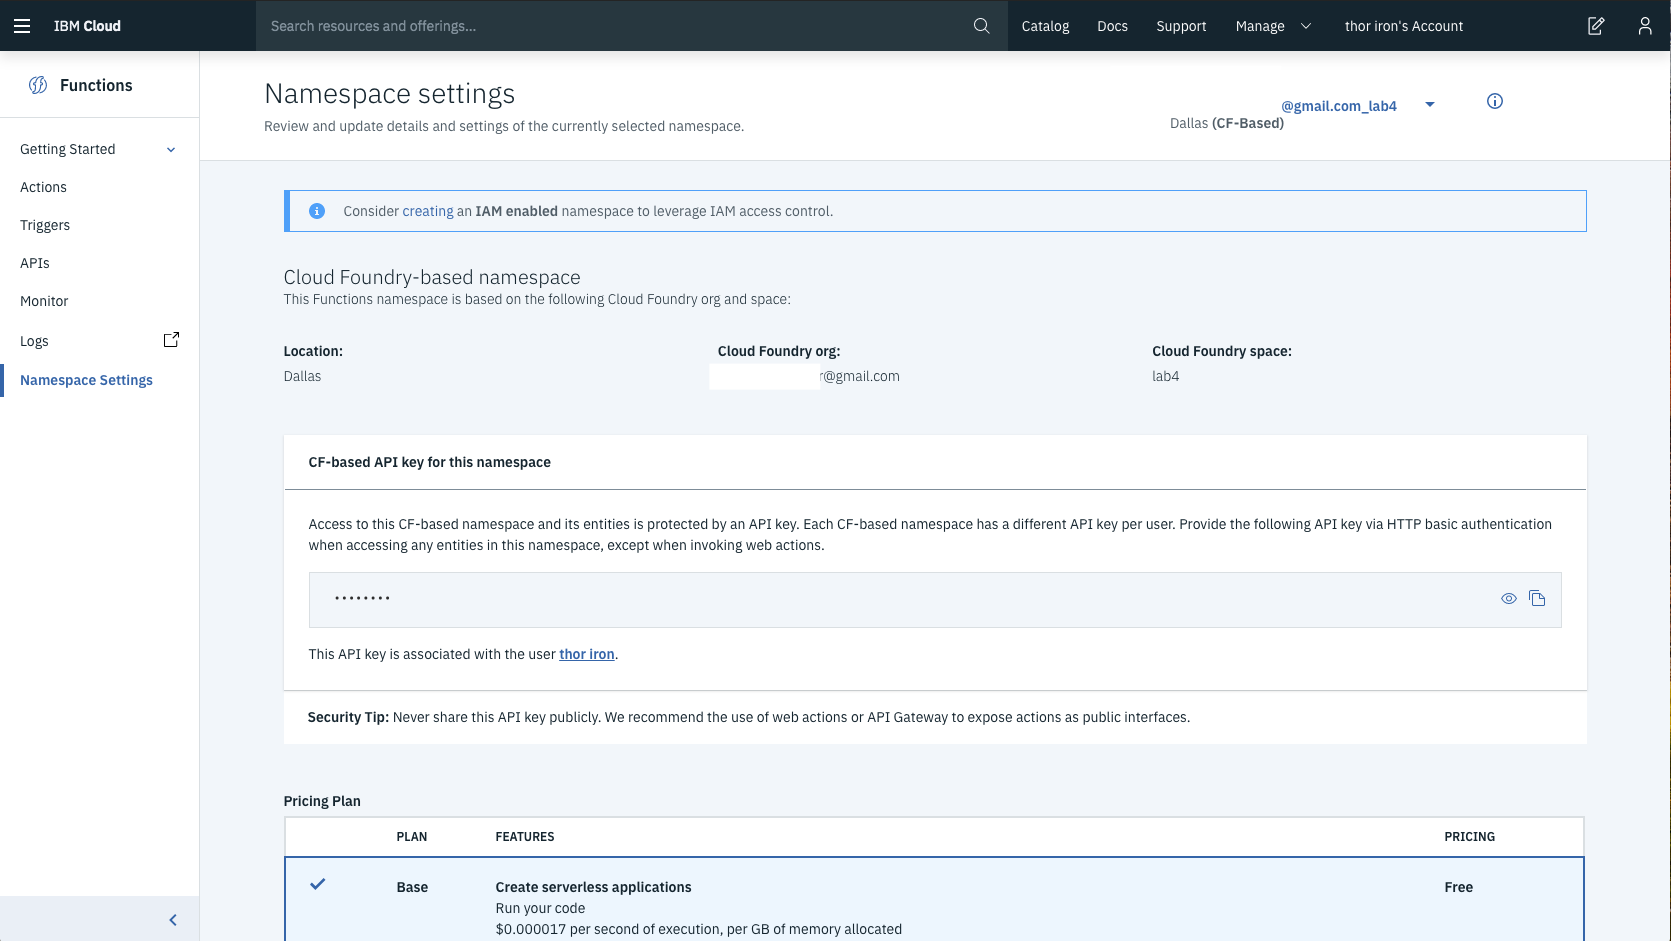 IBM Cloud
Search resources and offerings...
Catalog
Docs
Support
Manage
thor iron's Account
Functions
Getting Started
Actions
Triggers
APIs
Monitor
Logs
Namespace Settings
Namespace settings
Review and update details and settings of the currently selected namespace.
@gmail.com_lab4
Dallas (CF-Based)
Consider creating an IAM enabled namespace to leverage IAM access control.
Cloud Foundry-based namespace
This Functions namespace is based on the following Cloud Foundry org and space:
Location:
Dallas
Cloud Foundry org:
r@gmail.com
Cloud Foundry space:
lab4
CF-based API key for this namespace
Access to this CF-based namespace and its entities is protected by an API key. Each CF-based namespace has a different API key per user. Provide the following API key via HTTP basic authentication
when accessing any entities in this namespace, except when invoking web actions.
••••••••
This API key is associated with the user thor iron.
Security Tip: Never share this API key publicly. We recommend the use of web actions or API Gateway to expose actions as public interfaces.
Pricing Plan
PLAN FEATURES PRICING
Base Create serverless applications Free
Run your code
$0.000017 per second of execution, per GB of memory allocated